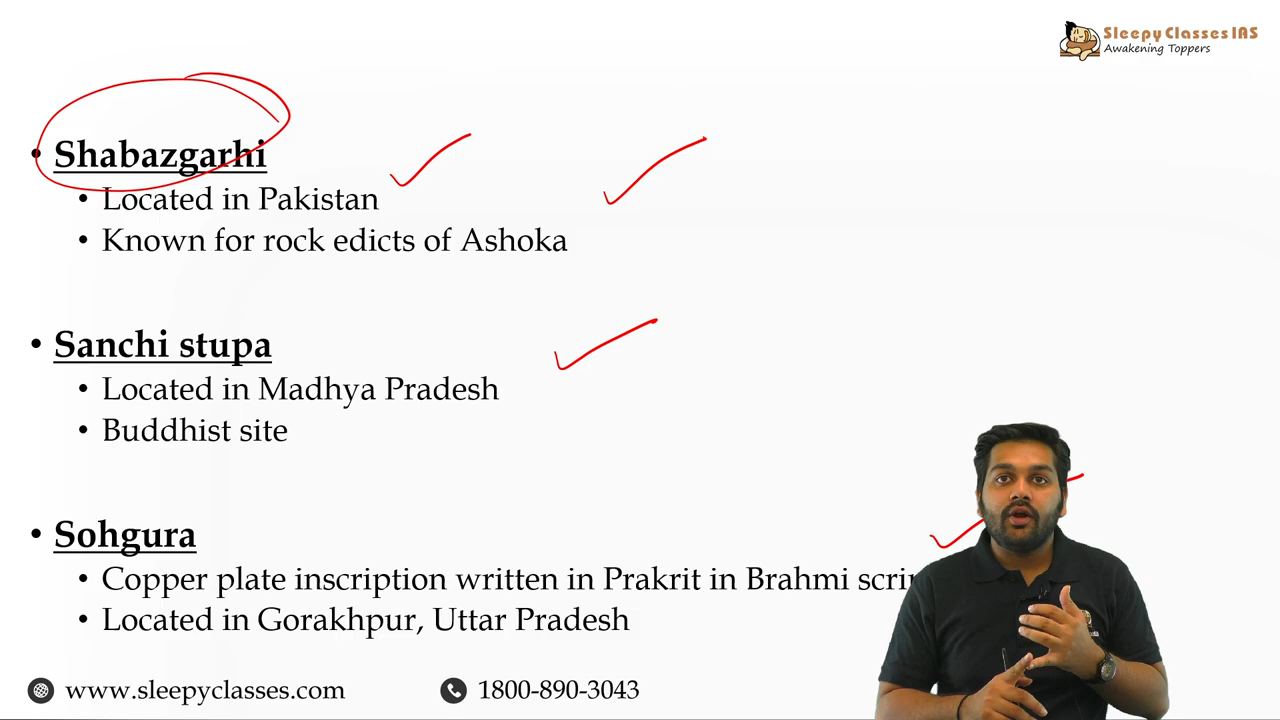 Sleepy Classes IAS
Awakening Toppers
• Shabazgarhi
• Located in Pakistan
• Known for rock edicts of Ashoka
• Sanchi stupa
• Located in Madhya Pradesh
• Buddhist site
• Sohgura
• Copper plate inscription written in Prakrit in Brahmi
• Located in Gorakhpur, Uttar Pradesh
www.sleepyclasses.com
1800-890-3043